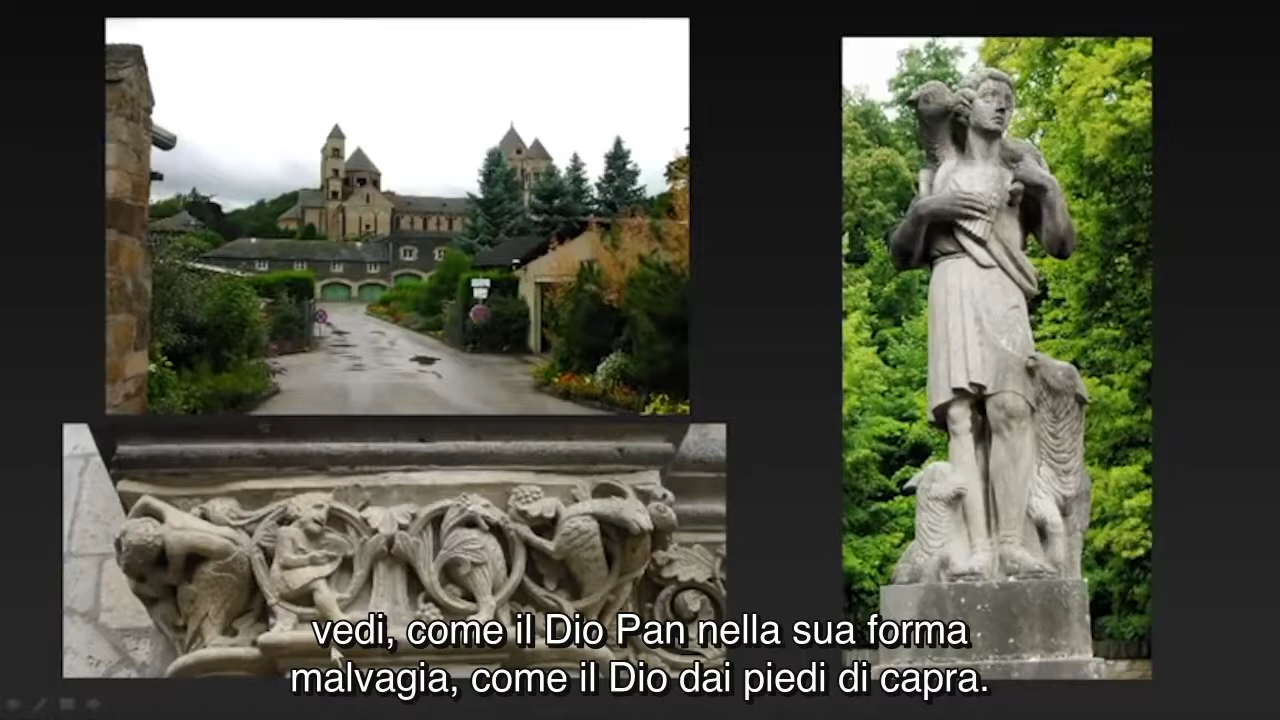 vedi, come il Dio Pan nella sua forma
malvagia, come il Dio dai piedi di capra.